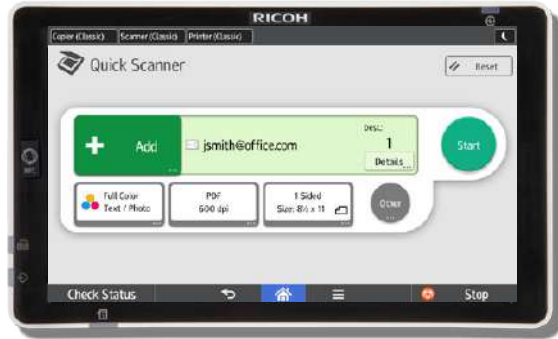 RICOH
Copier (Classic) Scanner (Classic) Printer (Classic)
Quick Scanner
Reset
Add
jsmith@office.com
Dest.:
1
Details
Start
Full Color
Text / Photo
PDF
600 dpi
1 Sided
Size: 8½ x 11
Other
Check Status
Stop